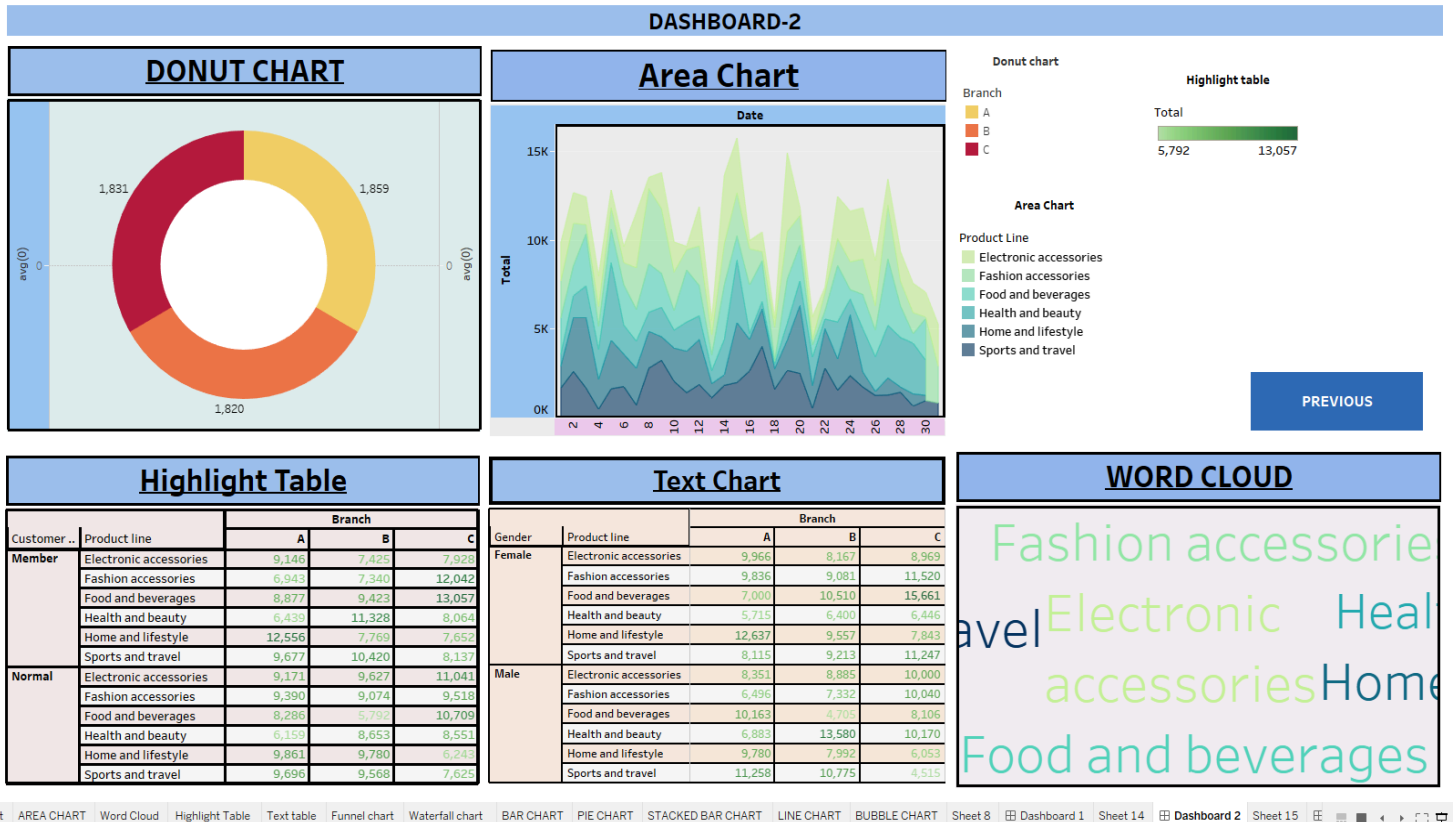 DASHBOARD-2
DONUT CHART
1,831
1,859
1,820
avg(0)
0
0
avg(0)
Area Chart
Date
15K
10K
5K
0K
Total
2 4 6 8 10 12 14 16 18 20 22 24 26 28 30
Donut chart
Branch
A
B
C
Highlight table
Total
5,792 13,057
Area Chart
Product Line
Electronic accessories
Fashion accessories
Food and beverages
Health and beauty
Home and lifestyle
Sports and travel
PREVIOUS
Highlight Table
Branch
Customer .. Product line A B C
Member Electronic accessories 9,146 7,425 7,928
Fashion accessories 6,943 7,340 12,042
Food and beverages 8,877 9,423 13,057
Health and beauty 6,439 11,328 8,064
Home and lifestyle 12,556 7,769 7,652
Sports and travel 9,677 10,420 8,137
Normal Electronic accessories 9,171 9,627 11,041
Fashion accessories 9,390 9,074 9,518
Food and beverages 8,286 5,792 10,709
Health and beauty 6,159 8,653 8,551
Home and lifestyle 9,861 9,780 6,243
Sports and travel 9,696 9,568 7,625
Text Chart
Branch
Gender Product line A B C
Female Electronic accessories 9,966 8,167 8,969
Fashion accessories 9,836 9,081 11,520
Food and beverages 7,000 10,510 15,661
Health and beauty 5,715 6,400 6,446
Home and lifestyle 12,637 9,557 7,843
Sports and travel 8,115 9,213 11,247
Male Electronic accessories 8,351 8,885 10,000
Fashion accessories 6,496 7,332 10,040
Food and beverages 10,163 4,705 8,106
Health and beauty 6,883 13,580 10,170
Home and lifestyle 9,780 7,992 6,053
Sports and travel 11,258 10,775 4,515
WORD CLOUD
Fashion accessorie
avel Electronic Heal
accessories Home
Food and beverages
t AREA CHART Word Cloud Highlight Table Text table Funnel chart Waterfall chart BAR CHART PIE CHART STACKED BAR CHART LINE CHART BUBBLE CHART Sheet 8 Dashboard 1 Sheet 14 Dashboard 2 Sheet 15